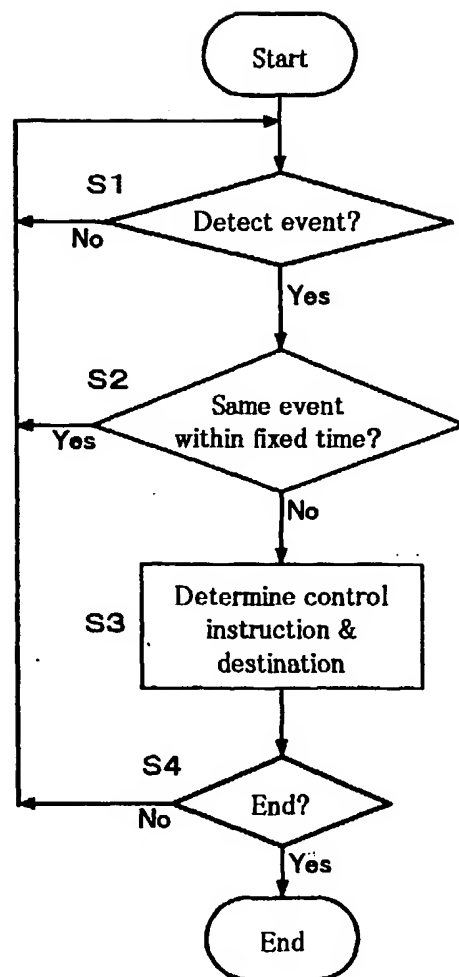 Start
S1
Detect event?
No
Yes
S2
Same event
within fixed time?
Yes
No
S3
Determine control
instruction &
destination
S4
End?
No
Yes
End